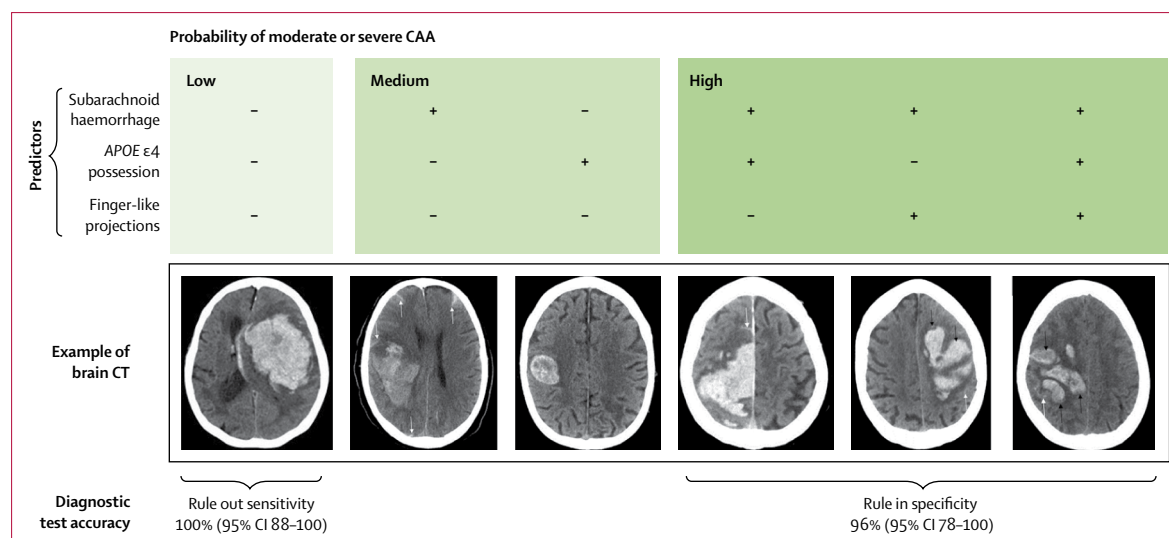 Probability of moderate or severe CAA
Low
Medium
High
Predictors
Subarachnoid
haemorrhage
– + – + + +
APOE ε4
possession
– – + + – +
Finger-like
projections
– – – – + +
Example of
brain CT
Diagnostic
test accuracy
Rule out sensitivity
100% (95% CI 88–100)
Rule in specificity
96% (95% CI 78–100)